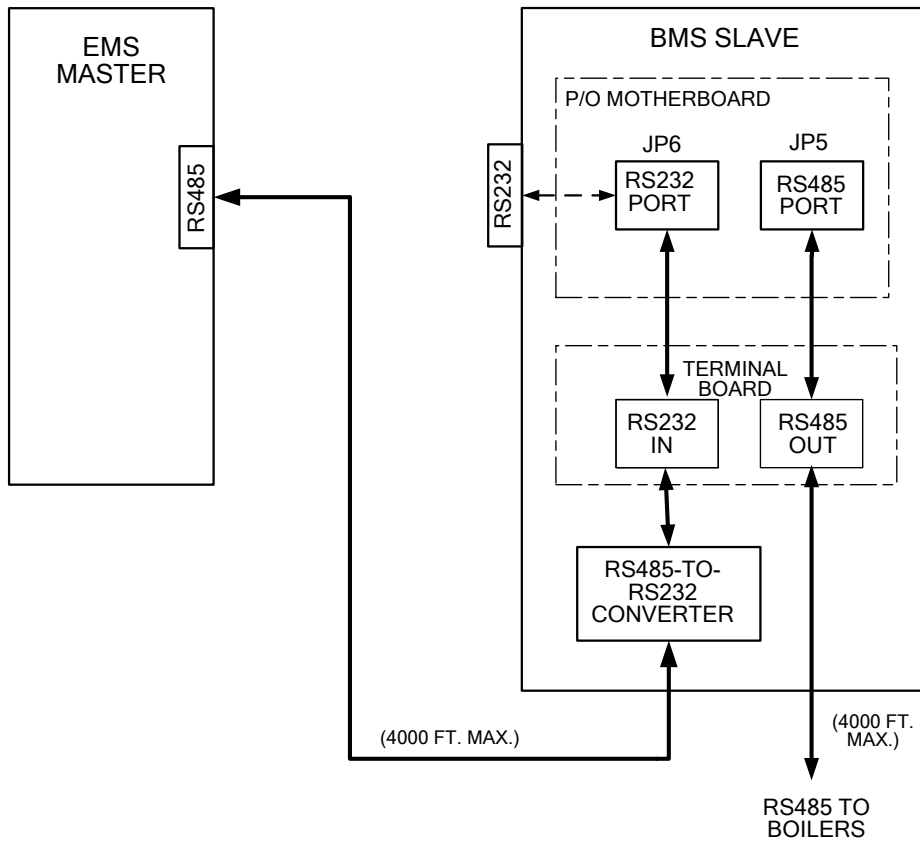 EMS
MASTER
RS485
BMS SLAVE
P/O MOTHERBOARD
JP6
JP5
RS232
RS232
PORT
RS485
PORT
TERMINAL
BOARD
RS232
IN
RS485
OUT
RS485-TO-
RS232
CONVERTER
(4000 FT. MAX.)
(4000 FT.
MAX.)
RS485 TO
BOILERS